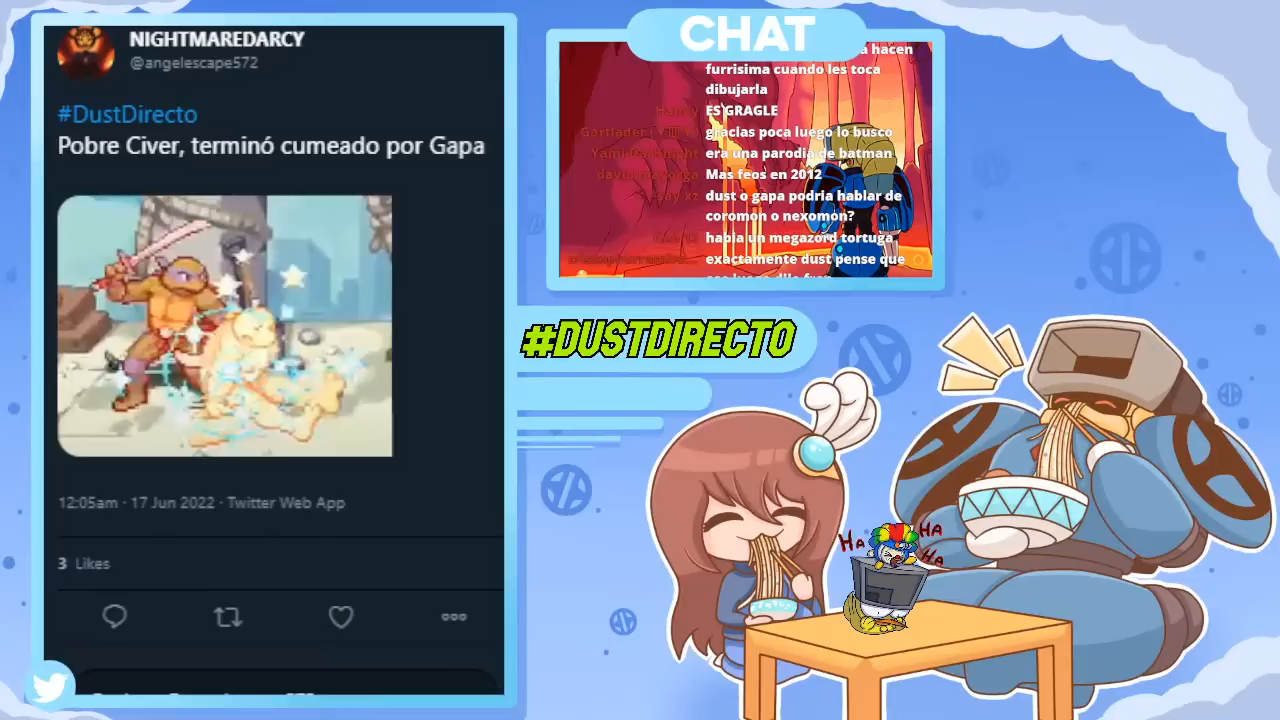 NIGHTMAREDARCY
@angelescape572
#DustDirecto
Pobre Civer, terminó cumeado por Gapa
12:05am · 17 Jun 2022 · Twitter Web App
3 Likes
CHAT
a hacen
furrisima cuando les toca
dibujarla
ES GRAGLE
gracias poca luego lo busco
era una parodia de batman
Mas feos en 2012
dust o gapa podria hablar de
coromon o nexomon?
habia un megazord tortuga
exactamente dust pense que
#DUSTDIRECTO
HA
HA
HA